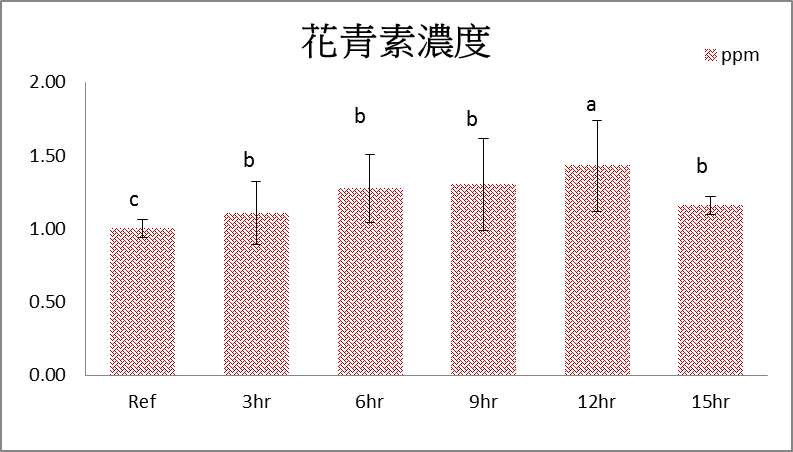 花青素濃度
ppm
2.00
1.50
1.00
0.50
0.00
c
b
b
b
a
b
Ref
3hr
6hr
9hr
12hr
15hr